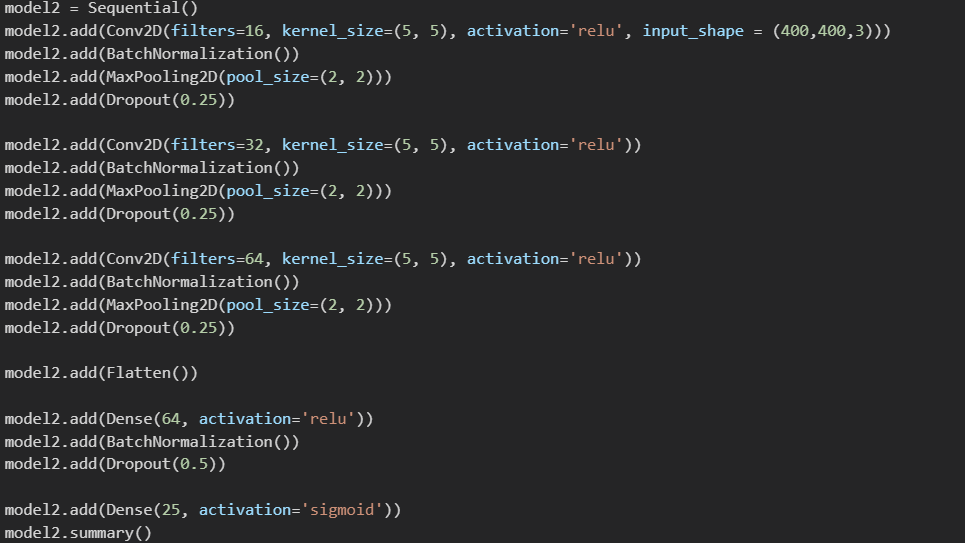 model2 = Sequential()
model2.add(Conv2D(filters=16, kernel_size=(5, 5), activation='relu', input_shape = (400,400,3)))
model2.add(BatchNormalization())
model2.add(MaxPooling2D(pool_size=(2, 2)))
model2.add(Dropout(0.25))
model2.add(Conv2D(filters=32, kernel_size=(5, 5), activation='relu'))
model2.add(BatchNormalization())
model2.add(MaxPooling2D(pool_size=(2, 2)))
model2.add(Dropout(0.25))
model2.add(Conv2D(filters=64, kernel_size=(5, 5), activation='relu'))
model2.add(BatchNormalization())
model2.add(MaxPooling2D(pool_size=(2, 2)))
model2.add(Dropout(0.25))
model2.add(Flatten())
model2.add(Dense(64, activation='relu'))
model2.add(BatchNormalization())
model2.add(Dropout(0.5))
model2.add(Dense(25, activation='sigmoid'))
model2.summary()